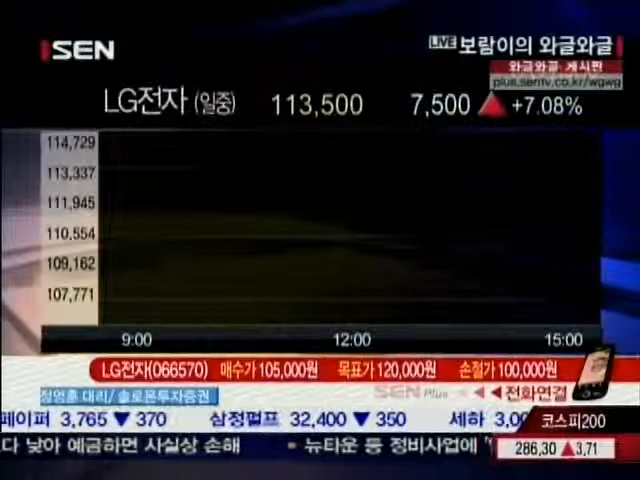 SEN
LIVE 보람이의 와글와글
와글와글 게시판
plus.sentv.co.kr/wgwg
LG전자 (일중) 113,500 7,500 ▲ +7.08%
114,729
113,337
111,945
110,554
109,162
107,771
9:00 12:00 15:00
LG전자(066570) 매수가 105,000원 목표가 120,000원 손절가 100,000원
정영훈 대리/ 솔로몬투자증권
SEN Plus ◀ ◀ 전화연결
페이퍼 3,765 ▼ 370 삼정펄프 32,400 ▼ 350 세하
코스피200
다 낮아 예금하면 사실상 손해 • 뉴타운 등 정비사업에
286,30 ▲ 3,71